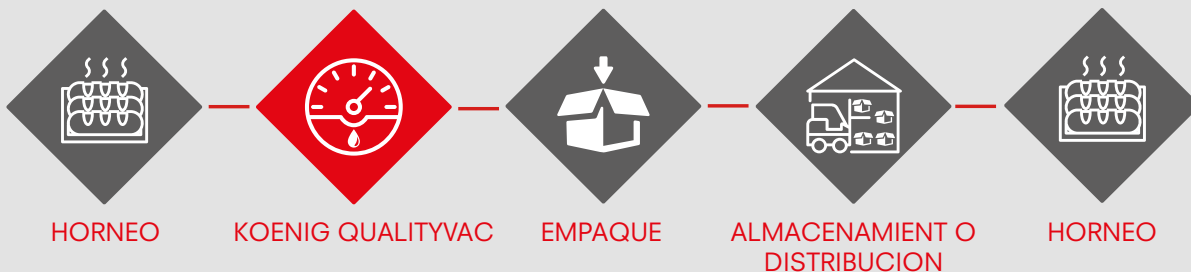 HORNEO
KOENIG QUALITYVAC
EMPAQUE
ALMACENAMIENT O
DISTRIBUCION
HORNEO